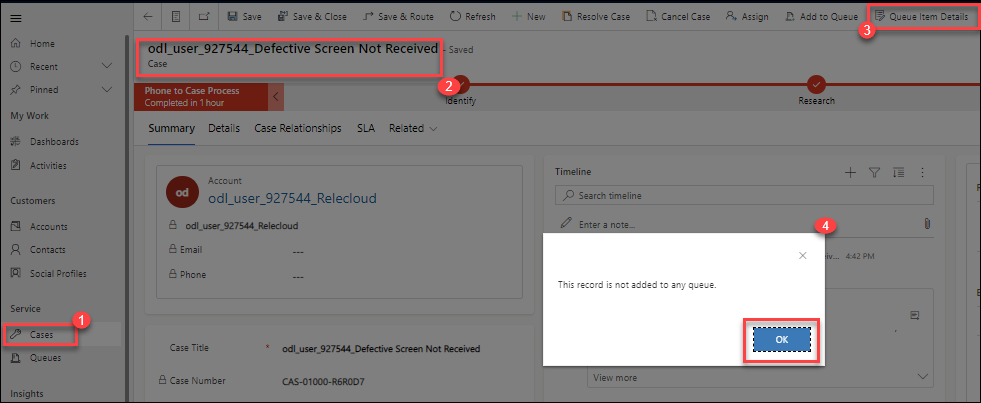 Save
Save & Close
Save & Route
Refresh
New
Resolve Case
Cancel Case
Assign
Add to Queue
Queue Item Details
3
Home
Recent
Pinned
My Work
Dashboards
Activities
Customers
Accounts
Contacts
Social Profiles
Service
1
Cases
Queues
Insights
odl_user_927544_Defective Screen Not Received - Saved
Case
2
Phone to Case Process
Completed in 1 hour
Identify
Research
Summary
Details
Case Relationships
SLA
Related
od
Account
odl_user_927544_Relecloud
odl_user_927544_Relecloud
Email
---
Phone
---
Case Title
*
odl_user_927544_Defective Screen Not Received
Case Number
CAS-01000-R6R0D7
Timeline
Search timeline
Enter a note...
4
4:42 PM
This record is not added to any queue.
OK
View more